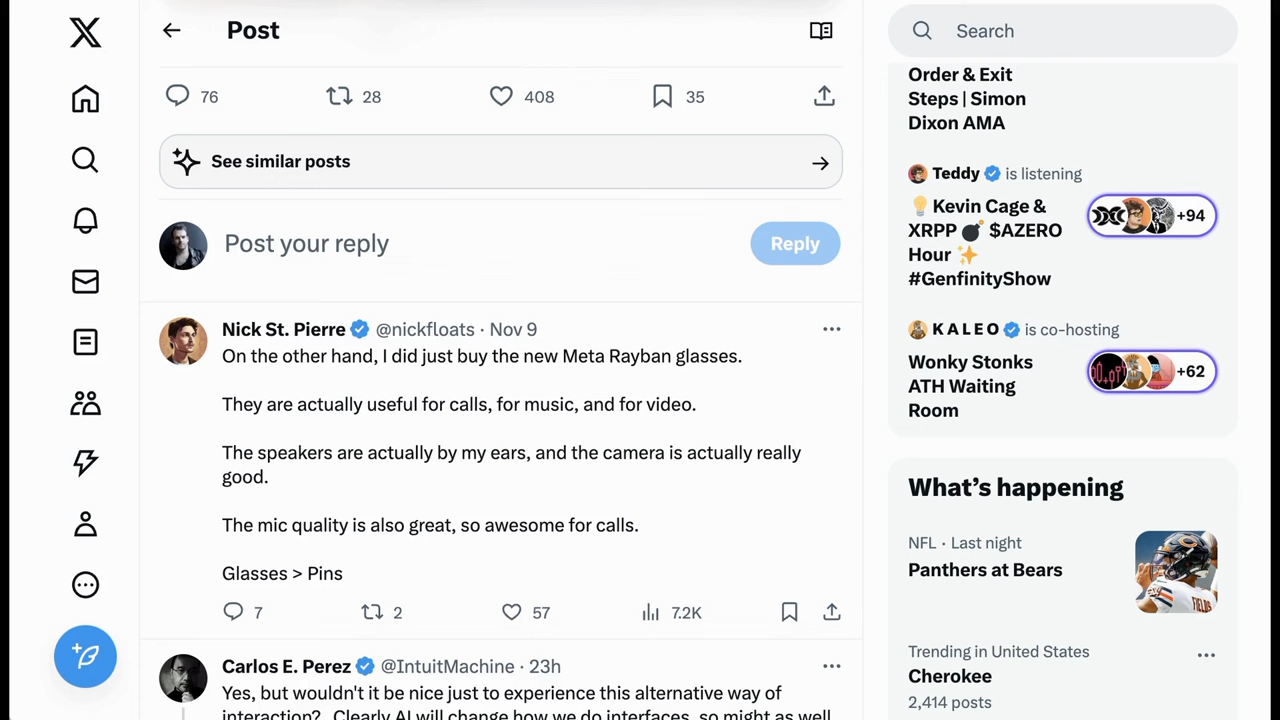 Post
76
28
408
35
See similar posts
Post your reply
Reply
Nick St. Pierre @nickfloats · Nov 9
On the other hand, I did just buy the new Meta Rayban glasses.
They are actually useful for calls, for music, and for video.
The speakers are actually by my ears, and the camera is actually really
good.
The mic quality is also great, so awesome for calls.
Glasses > Pins
7
2
57
7.2K
Carlos E. Perez @IntuitMachine · 23h
Yes, but wouldn't it be nice just to experience this alternative way of
interaction? Clearly AI will change how we do interfaces, so might as well
Search
Order & Exit
Steps | Simon
Dixon AMA
Teddy is listening
💡 Kevin Cage &
XRPP 💣 $AZERO
Hour ✨
#GenfinityShow
+94
K A L E O is co-hosting
Wonky Stonks
ATH Waiting
Room
+62
What's happening
NFL · Last night
Panthers at Bears
FIELDS
Trending in United States
Cherokee
2,414 posts